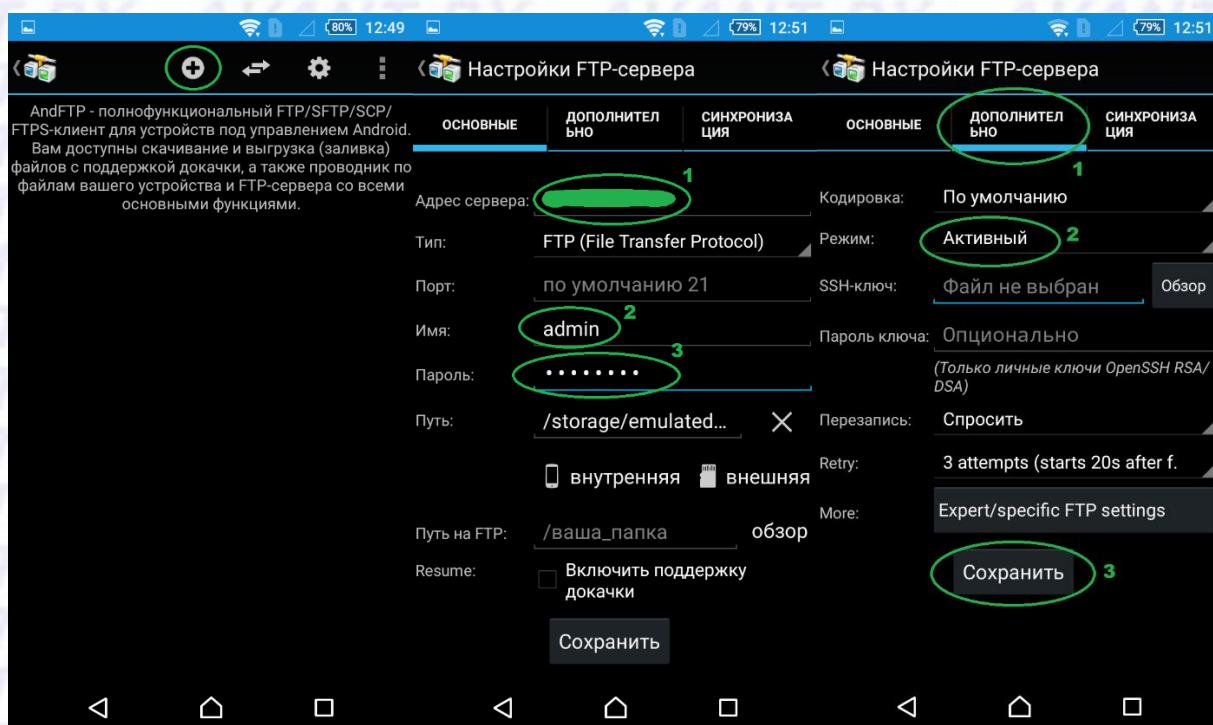 80% 12:49
AndFTP - полнофункциональный FTP/SFTP/SCP/
FTPS-клиент для устройств под управлением Android.
Вам доступны скачивание и выгрузка (заливка)
файлов с поддержкой докачки, а также проводник по
файлам вашего устройства и FTP-сервера со всеми
основными функциями.
79% 12:51
Настройки FTP-сервера
ОСНОВНЫЕ
ДОПОЛНИТЕЛ
ЬНО
СИНХРОНИЗА
ЦИЯ
1
Адрес сервера:
Тип: FTP (File Transfer Protocol)
Порт: по умолчанию 21
2
Имя: admin
3
Пароль: ••••••••
Путь: /storage/emulated...
внутренняя внешняя
Путь на FTP: /ваша_папка обзор
Resume: Включить поддержку
докачки
Сохранить
79% 12:51
Настройки FTP-сервера
ОСНОВНЫЕ
ДОПОЛНИТЕЛ
ЬНО
СИНХРОНИЗА
ЦИЯ
1
Кодировка: По умолчанию
Режим: Активный 2
SSH-ключ: Файл не выбран Обзор
Пароль ключа: Опционально
(Только личные ключи OpenSSH RSA/
DSA)
Перезапись: Спросить
Retry: 3 attempts (starts 20s after f.
More: Expert/specific FTP settings
Сохранить 3